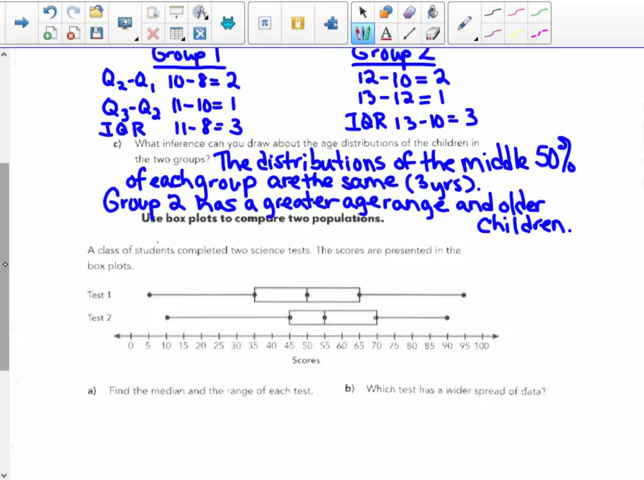 Group 1 Group 2
Q2-Q1 10-8=2 12-10=2
Q3-Q2 11-10=1 13-12=1
IQR 11-8=3 IQR 13-10=3
c) What inference can you draw about the age distributions of the children in
the two groups? The distributions of the middle 50%
of each group are the same (3yrs).
Group 2 has a greater age range and older
children.
Use box plots to compare two populations.
A class of students completed two science tests. The scores are presented in the
box plots.
Test 1
Test 2
0 5 10 15 20 25 30 35 40 45 50 55 60 65 70 75 80 85 90 95 100
Scores
a) Find the median and the range of each test. b) Which test has a wider spread of data?